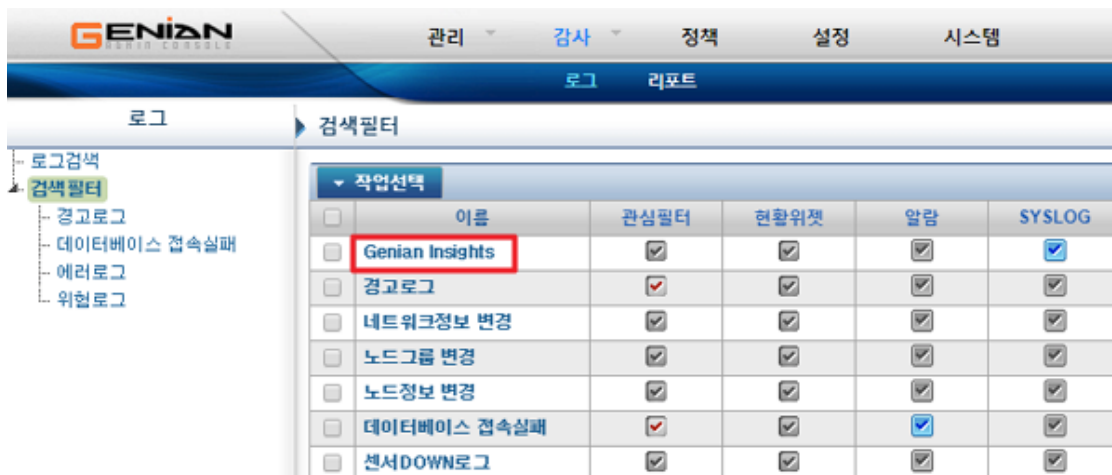 GENIAN
ADMIN CONSOLE
관리 감사 정책 설정 시스템
로그 리포트
로그
로그검색
검색필터
경고로그
데이터베이스 접속실패
에러로그
위험로그
검색필터
작업선택
이름 관심필터 현황위젯 알람 SYSLOG
Genian Insights
경고로그
네트워크정보 변경
노드그룹 변경
노드정보 변경
데이터베이스 접속실패
센서DOWN로그